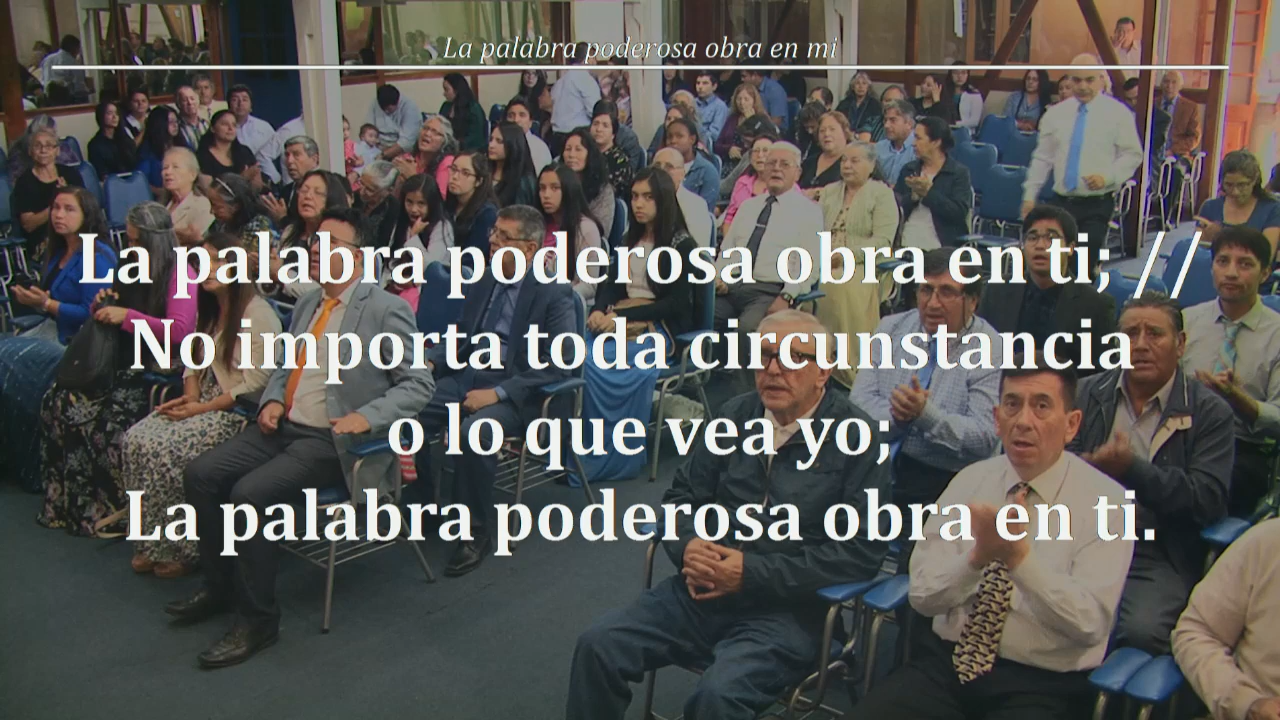 La palabra poderosa obra en mi
La palabra poderosa obra en ti; //
No importa toda circunstancia
o lo que vea yo;
La palabra poderosa obra en ti.